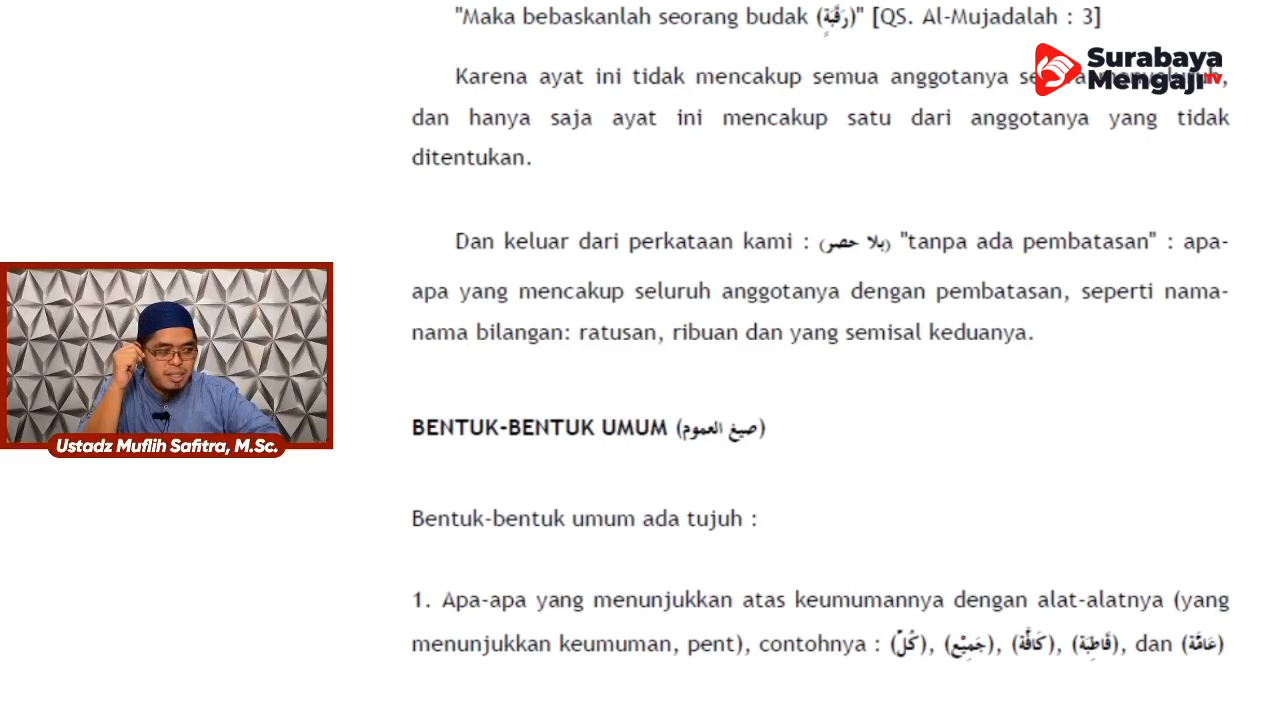 "Maka bebaskanlah seorang budak (رَقَبَةٍ)" [QS. Al-Mujadalah : 3]
Surabaya
Mengaji TV
Karena ayat ini tidak mencakup semua anggotanya
dan hanya saja ayat ini mencakup satu dari anggotanya yang tidak
ditentukan.
Dan keluar dari perkataan kami : (بلا حصر) "tanpa ada pembatasan" : apa-
apa yang mencakup seluruh anggotanya dengan pembatasan, seperti nama-
nama bilangan: ratusan, ribuan dan yang semisal keduanya.
Ustadz Muflih Safitra, M.Sc.
BENTUK-BENTUK UMUM (صيغ العموم)
Bentuk-bentuk umum ada tujuh :
1. Apa-apa yang menunjukkan atas keumumannya dengan alat-alatnya (yang
menunjukkan keumuman, pent), contohnya : (كُلّ), (جَمِيْع), (كَافَّة), (قَاطِبَة), dan (عَامَّة)